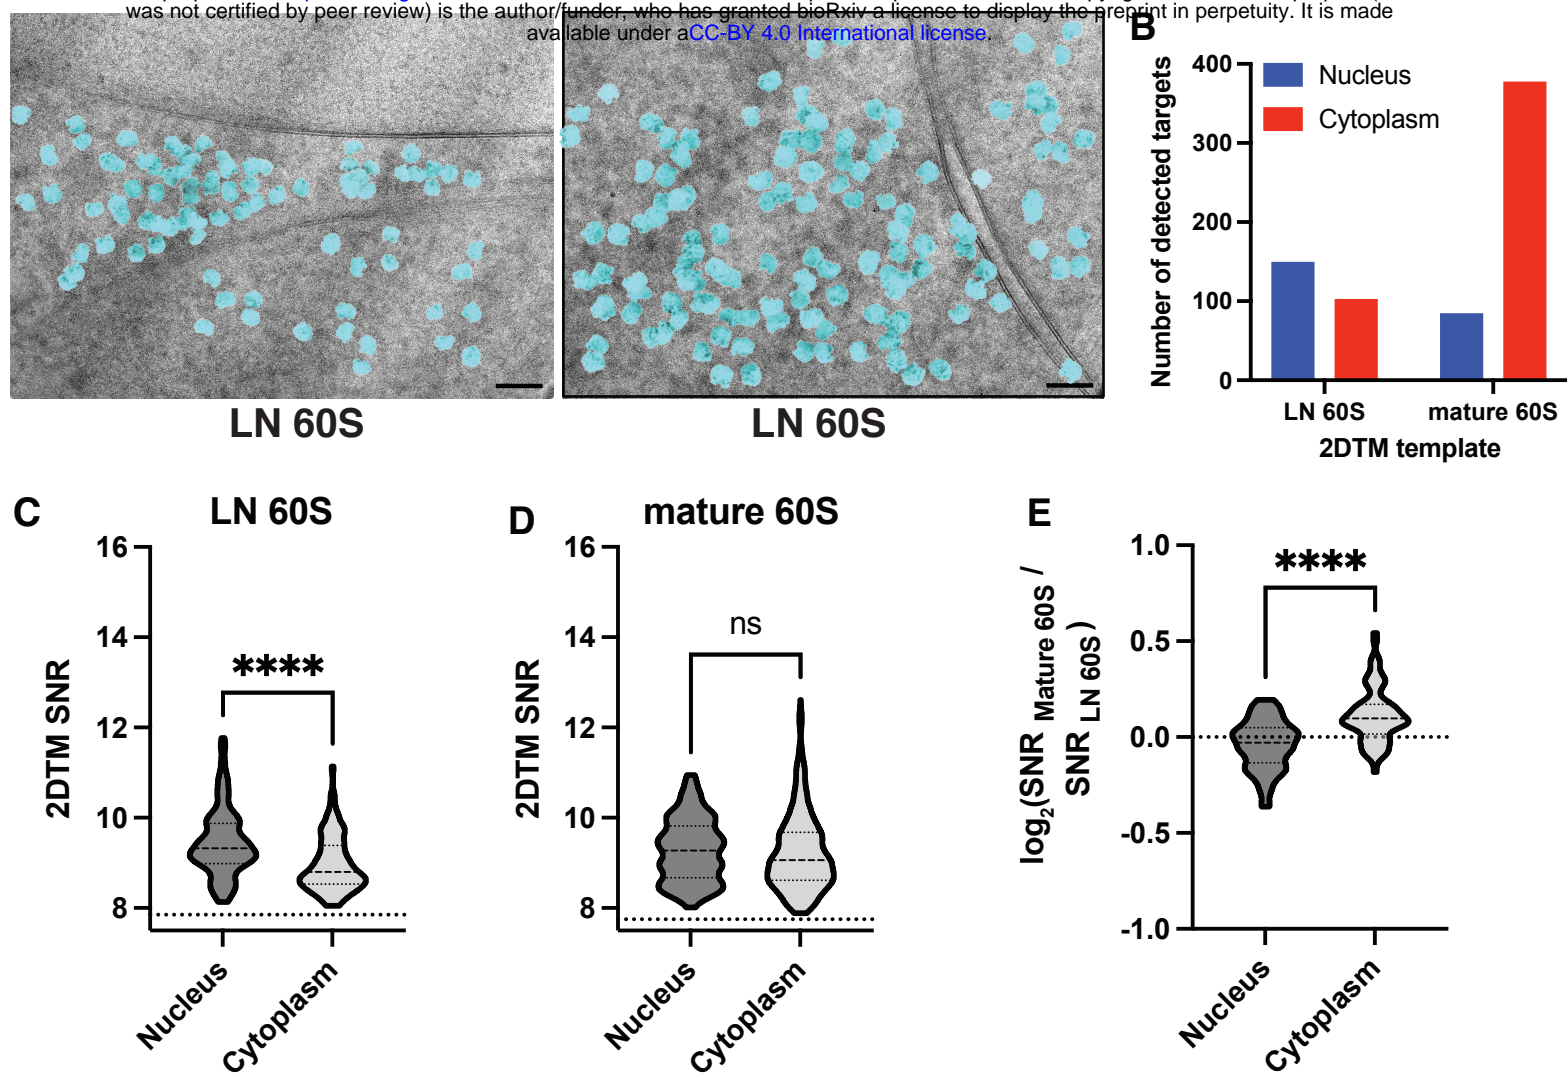 was not certified by peer review) is the author/funder, who has granted bioRxiv a license to display the preprint in perpetuity. It is made
available under aCC-BY 4.0 International license.
LN 60S
LN 60S
B
Number of detected targets
400
300
200
100
0
Nucleus
Cytoplasm
LN 60S
mature 60S
2DTM template
C
LN 60S
2DTM SNR
16
14
12
10
8
****
Nucleus
Cytoplasm
D
mature 60S
2DTM SNR
16
14
12
10
8
ns
Nucleus
Cytoplasm
E
log2(SNR Mature 60S /
SNR LN 60S)
1.0
0.5
0.0
-0.5
-1.0
****
Nucleus
Cytoplasm